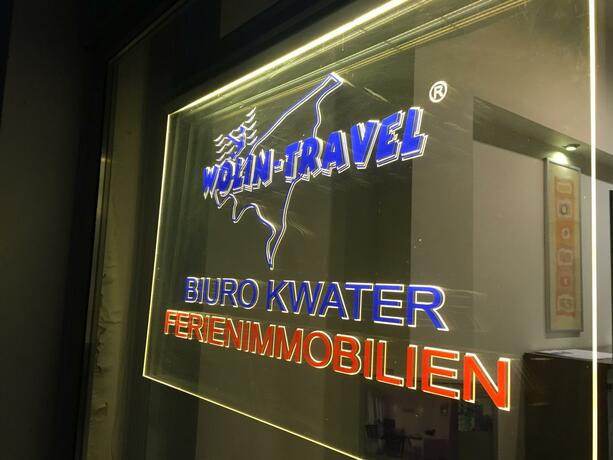 WOLIN-TRAVEL ®
BIURO KWATER
FERIENIMMOBILIEN